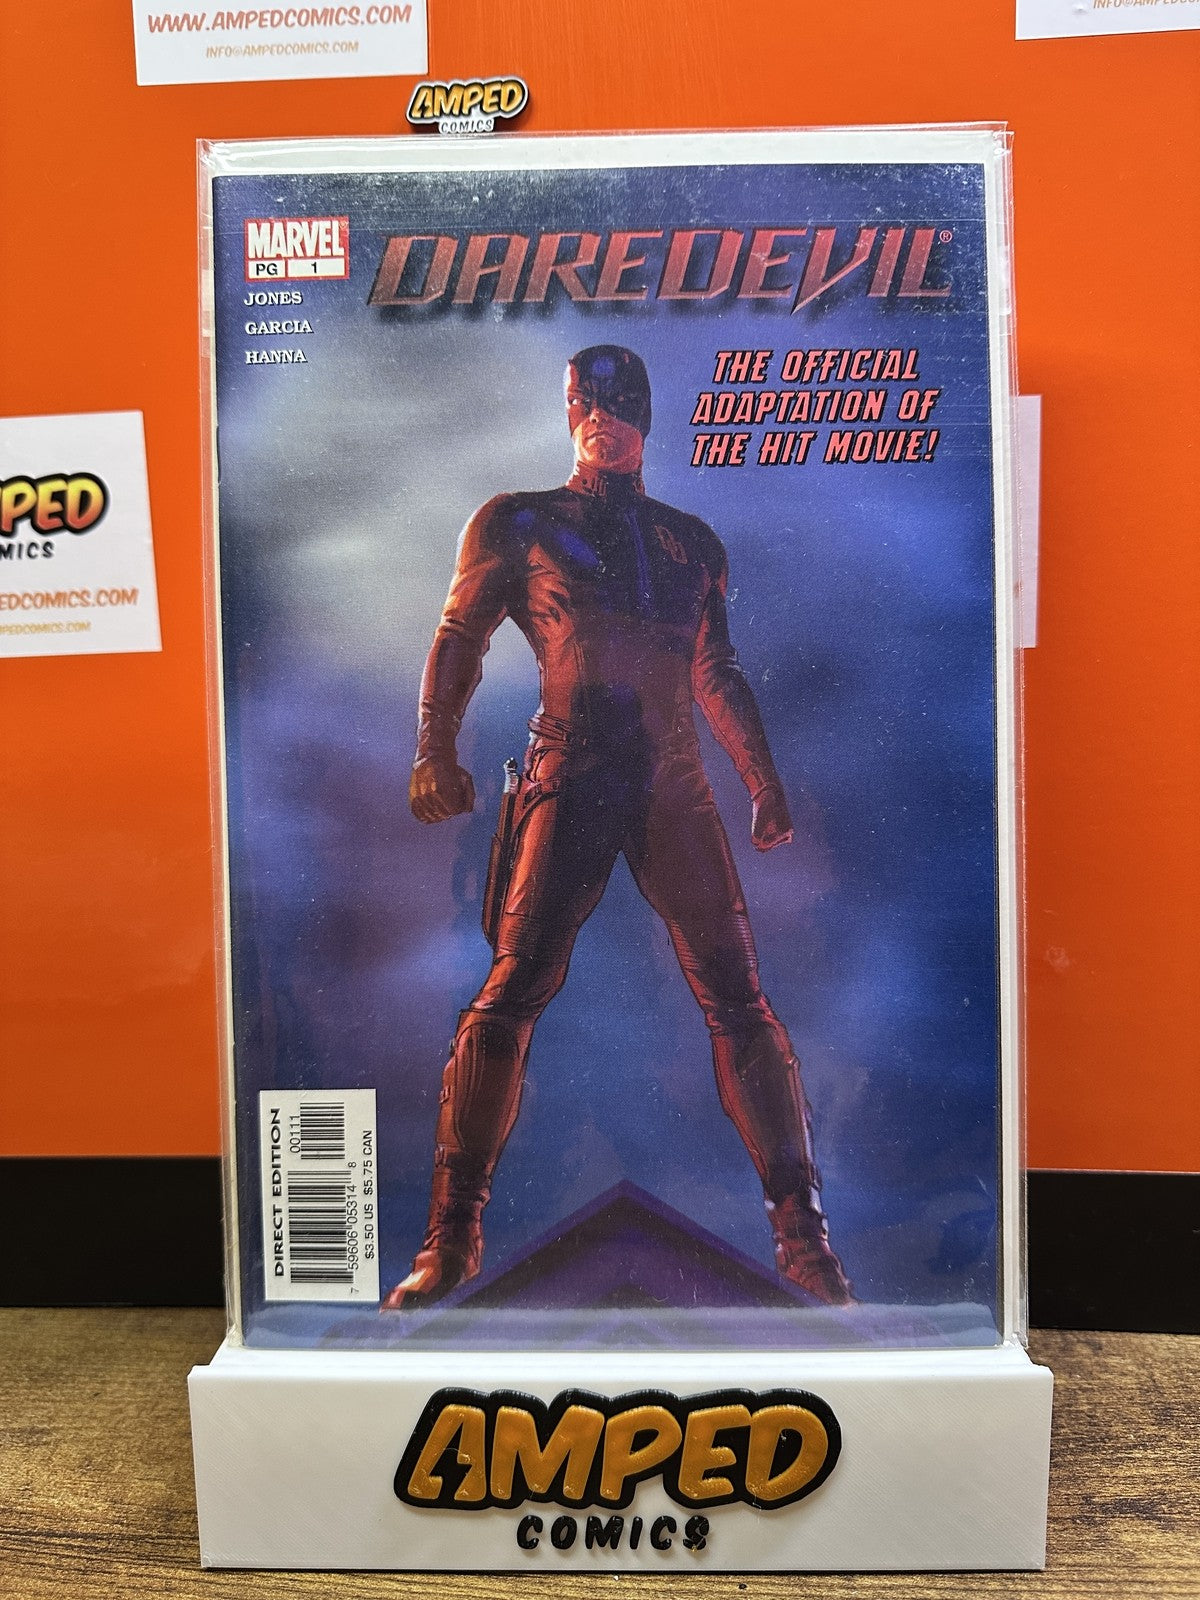 WWW.AMPEDCOMICS.COM
INFO@AMPEDCOMICS.COM
AMPED
COMICS
MARVEL
PG 1
JONES
GARCIA
HANNA
DAREDEVIL®
THE OFFICIAL
ADAPTATION OF
THE HIT MOVIE!
PED
MICS
EDCOMICS.COM
MPEDCOMICS.COM
DIRECT EDITION
00111
7 59606 05314 8
$3.50 US $5.75 CAN
AMPED
COMICS